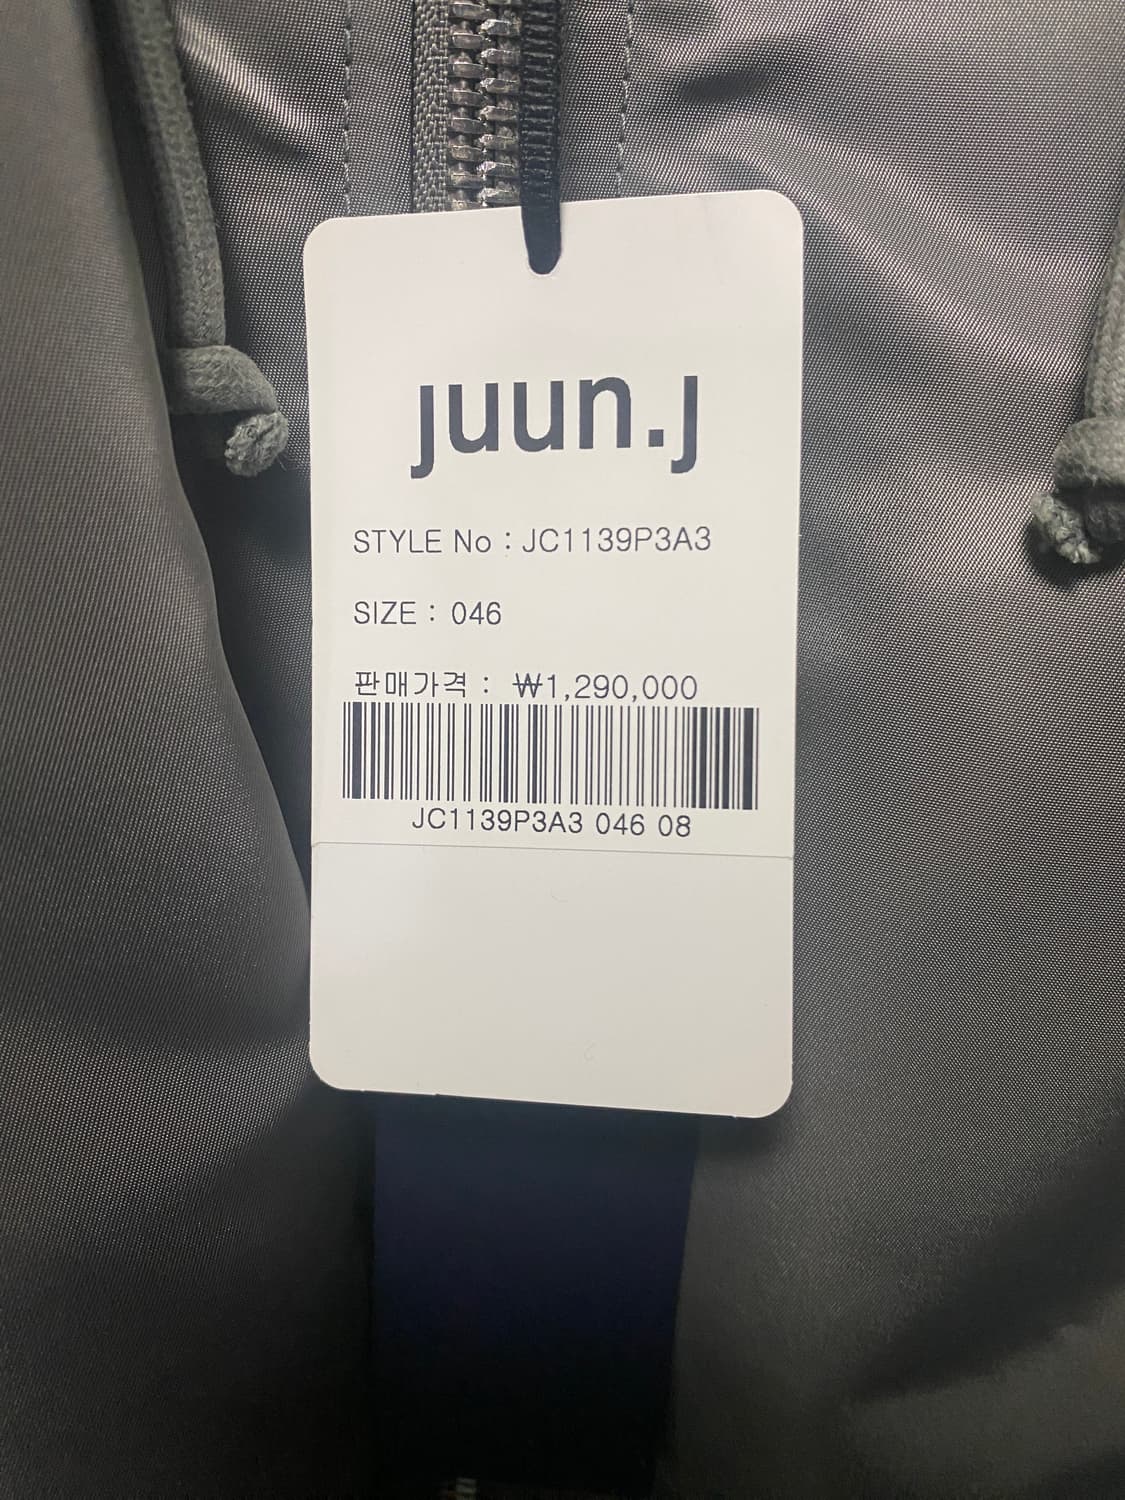 juun.j
STYLE No : JC1139P3A3
SIZE : 046
판매가격 : ₩1,290,000
JC1139P3A3 046 08